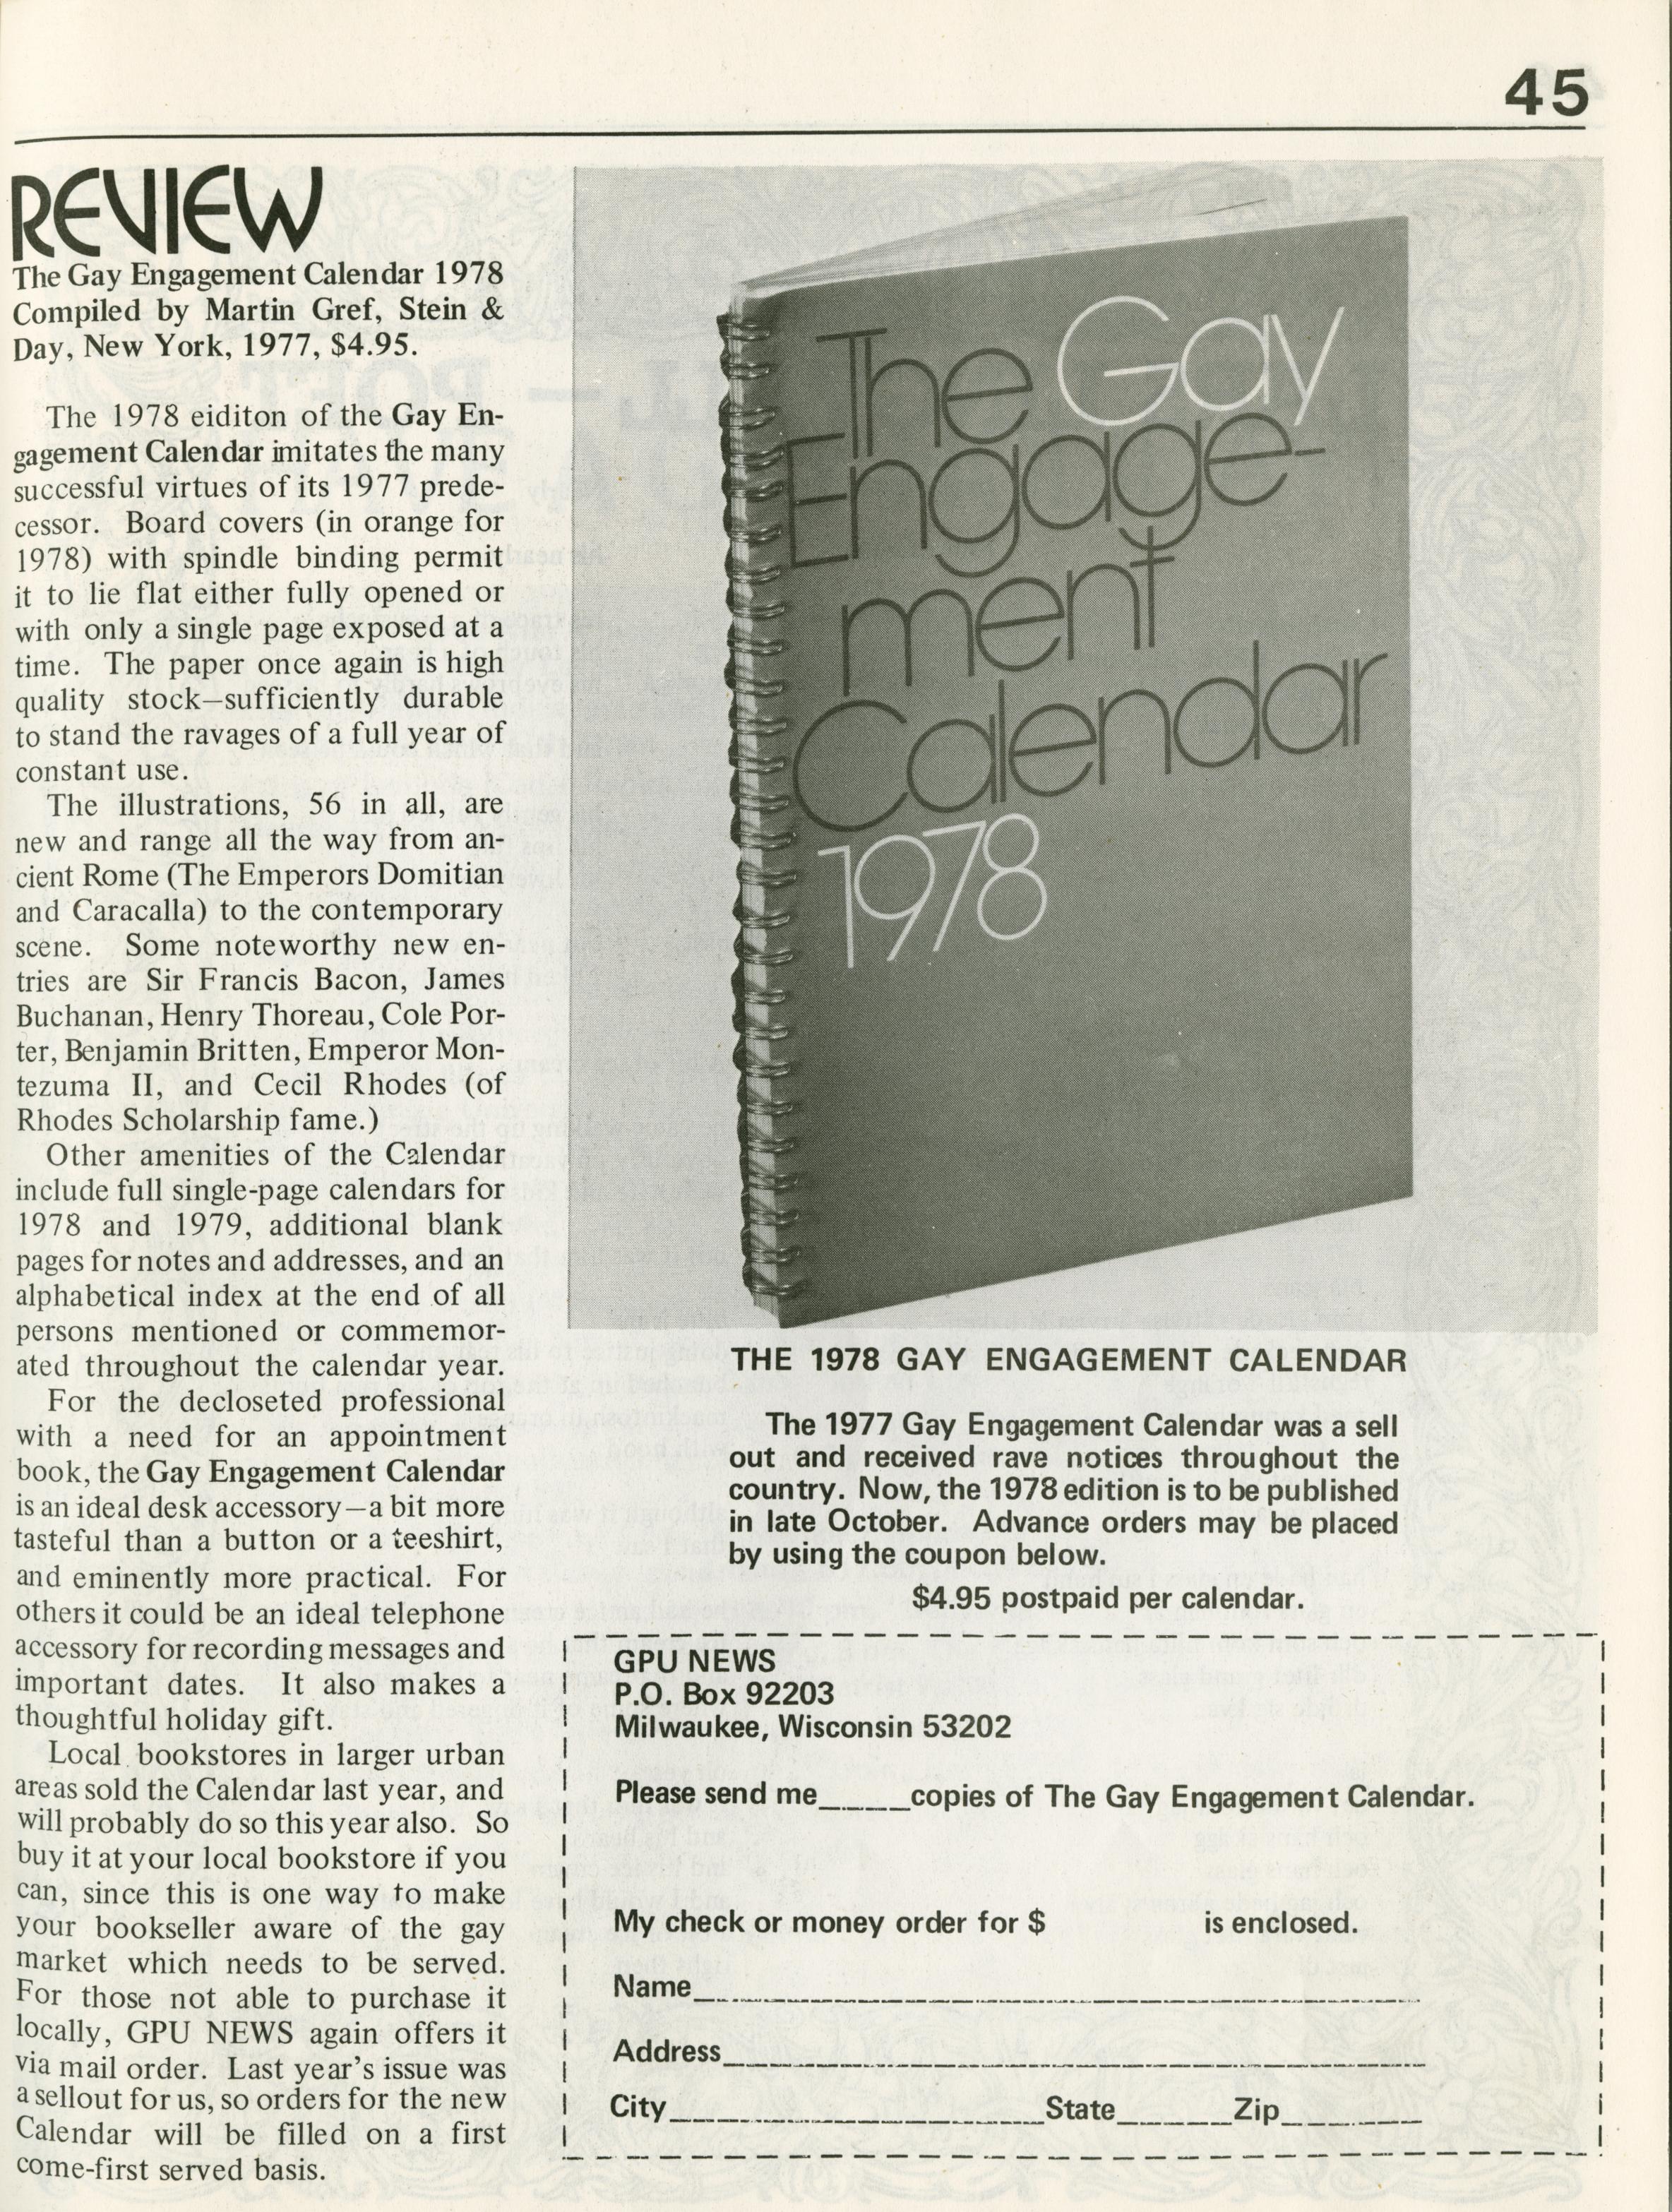 45
REVIEW
The Gay Engagement Calendar 1978
Compiled by Martin Gref, Stein &
Day, New York, 1977, $4.95.
The 1978 eiditon of the Gay En-
gagement Calendar imitates the many
successful virtues of its 1977 prede-
cessor. Board covers (in orange for
1978) with spindle binding permit
it to lie flat either fully opened or
with only a single page exposed at a
time. The paper once again is high
quality stock—sufficiently durable
to stand the ravages of a full year of
constant use.
The illustrations, 56 in all, are
new and range all the way from an-
cient Rome (The Emperors Domitian
and Caracalla) to the contemporary
scene. Some noteworthy new en-
tries are Sir Francis Bacon, James
Buchanan, Henry Thoreau, Cole Por-
ter, Benjamin Britten, Emperor Mon-
tezuma II, and Cecil Rhodes (of
Rhodes Scholarship fame.)
Other amenities of the Calendar
include full single-page calendars for
1978 and 1979, additional blank
pages for notes and addresses, and an
alphabetical index at the end of all
persons mentioned or commemor-
ated throughout the calendar year.
For the decloseted professional
with a need for an appointment
book, the Gay Engagement Calendar
is an ideal desk accessory—a bit more
tasteful than a button or a teeshirt,
and eminently more practical. For
others it could be an ideal telephone
accessory for recording messages and
important dates. It also makes a
thoughtful holiday gift.
Local bookstores in larger urban
areas sold the Calendar last year, and
will probably do so this year also. So
buy it at your local bookstore if you
can, since this is one way to make
your bookseller aware of the gay
market which needs to be served.
For those not able to purchase it
locally, GPU NEWS again offers it
via mail order. Last year's issue was
a sellout for us, so orders for the new
Calendar will be filled on a first
come-first served basis.
The Gay
Engage-
ment
Calendar
1978
THE 1978 GAY ENGAGEMENT CALENDAR
The 1977 Gay Engagement Calendar was a sell
out and received rave notices throughout the
country. Now, the 1978 edition is to be published
in late October. Advance orders may be placed
by using the coupon below.
$4.95 postpaid per calendar.
GPU NEWS
P.O. Box 92203
Milwaukee, Wisconsin 53202
Please send me_____copies of The Gay Engagement Calendar.
My check or money order for $ is enclosed.
Name
Address
City State Zip